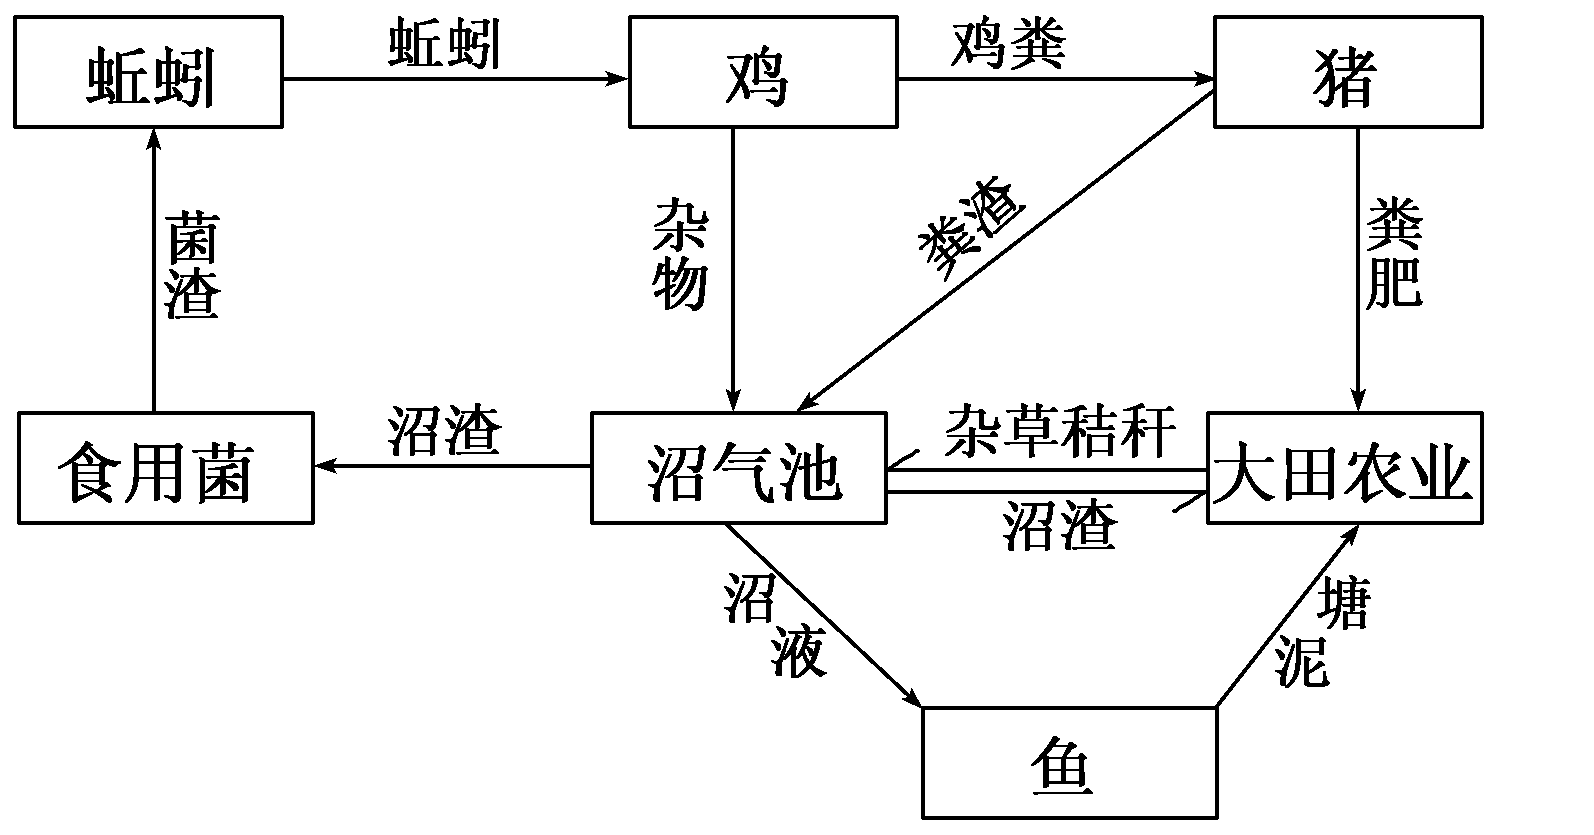 蚯蚓
蚯蚓
鸡
鸡粪
猪
菌渣
杂物
粪渣
粪肥
食用菌
沼渣
沼气池
杂草秸秆
沼渣
大田农业
沼液
塘泥
鱼